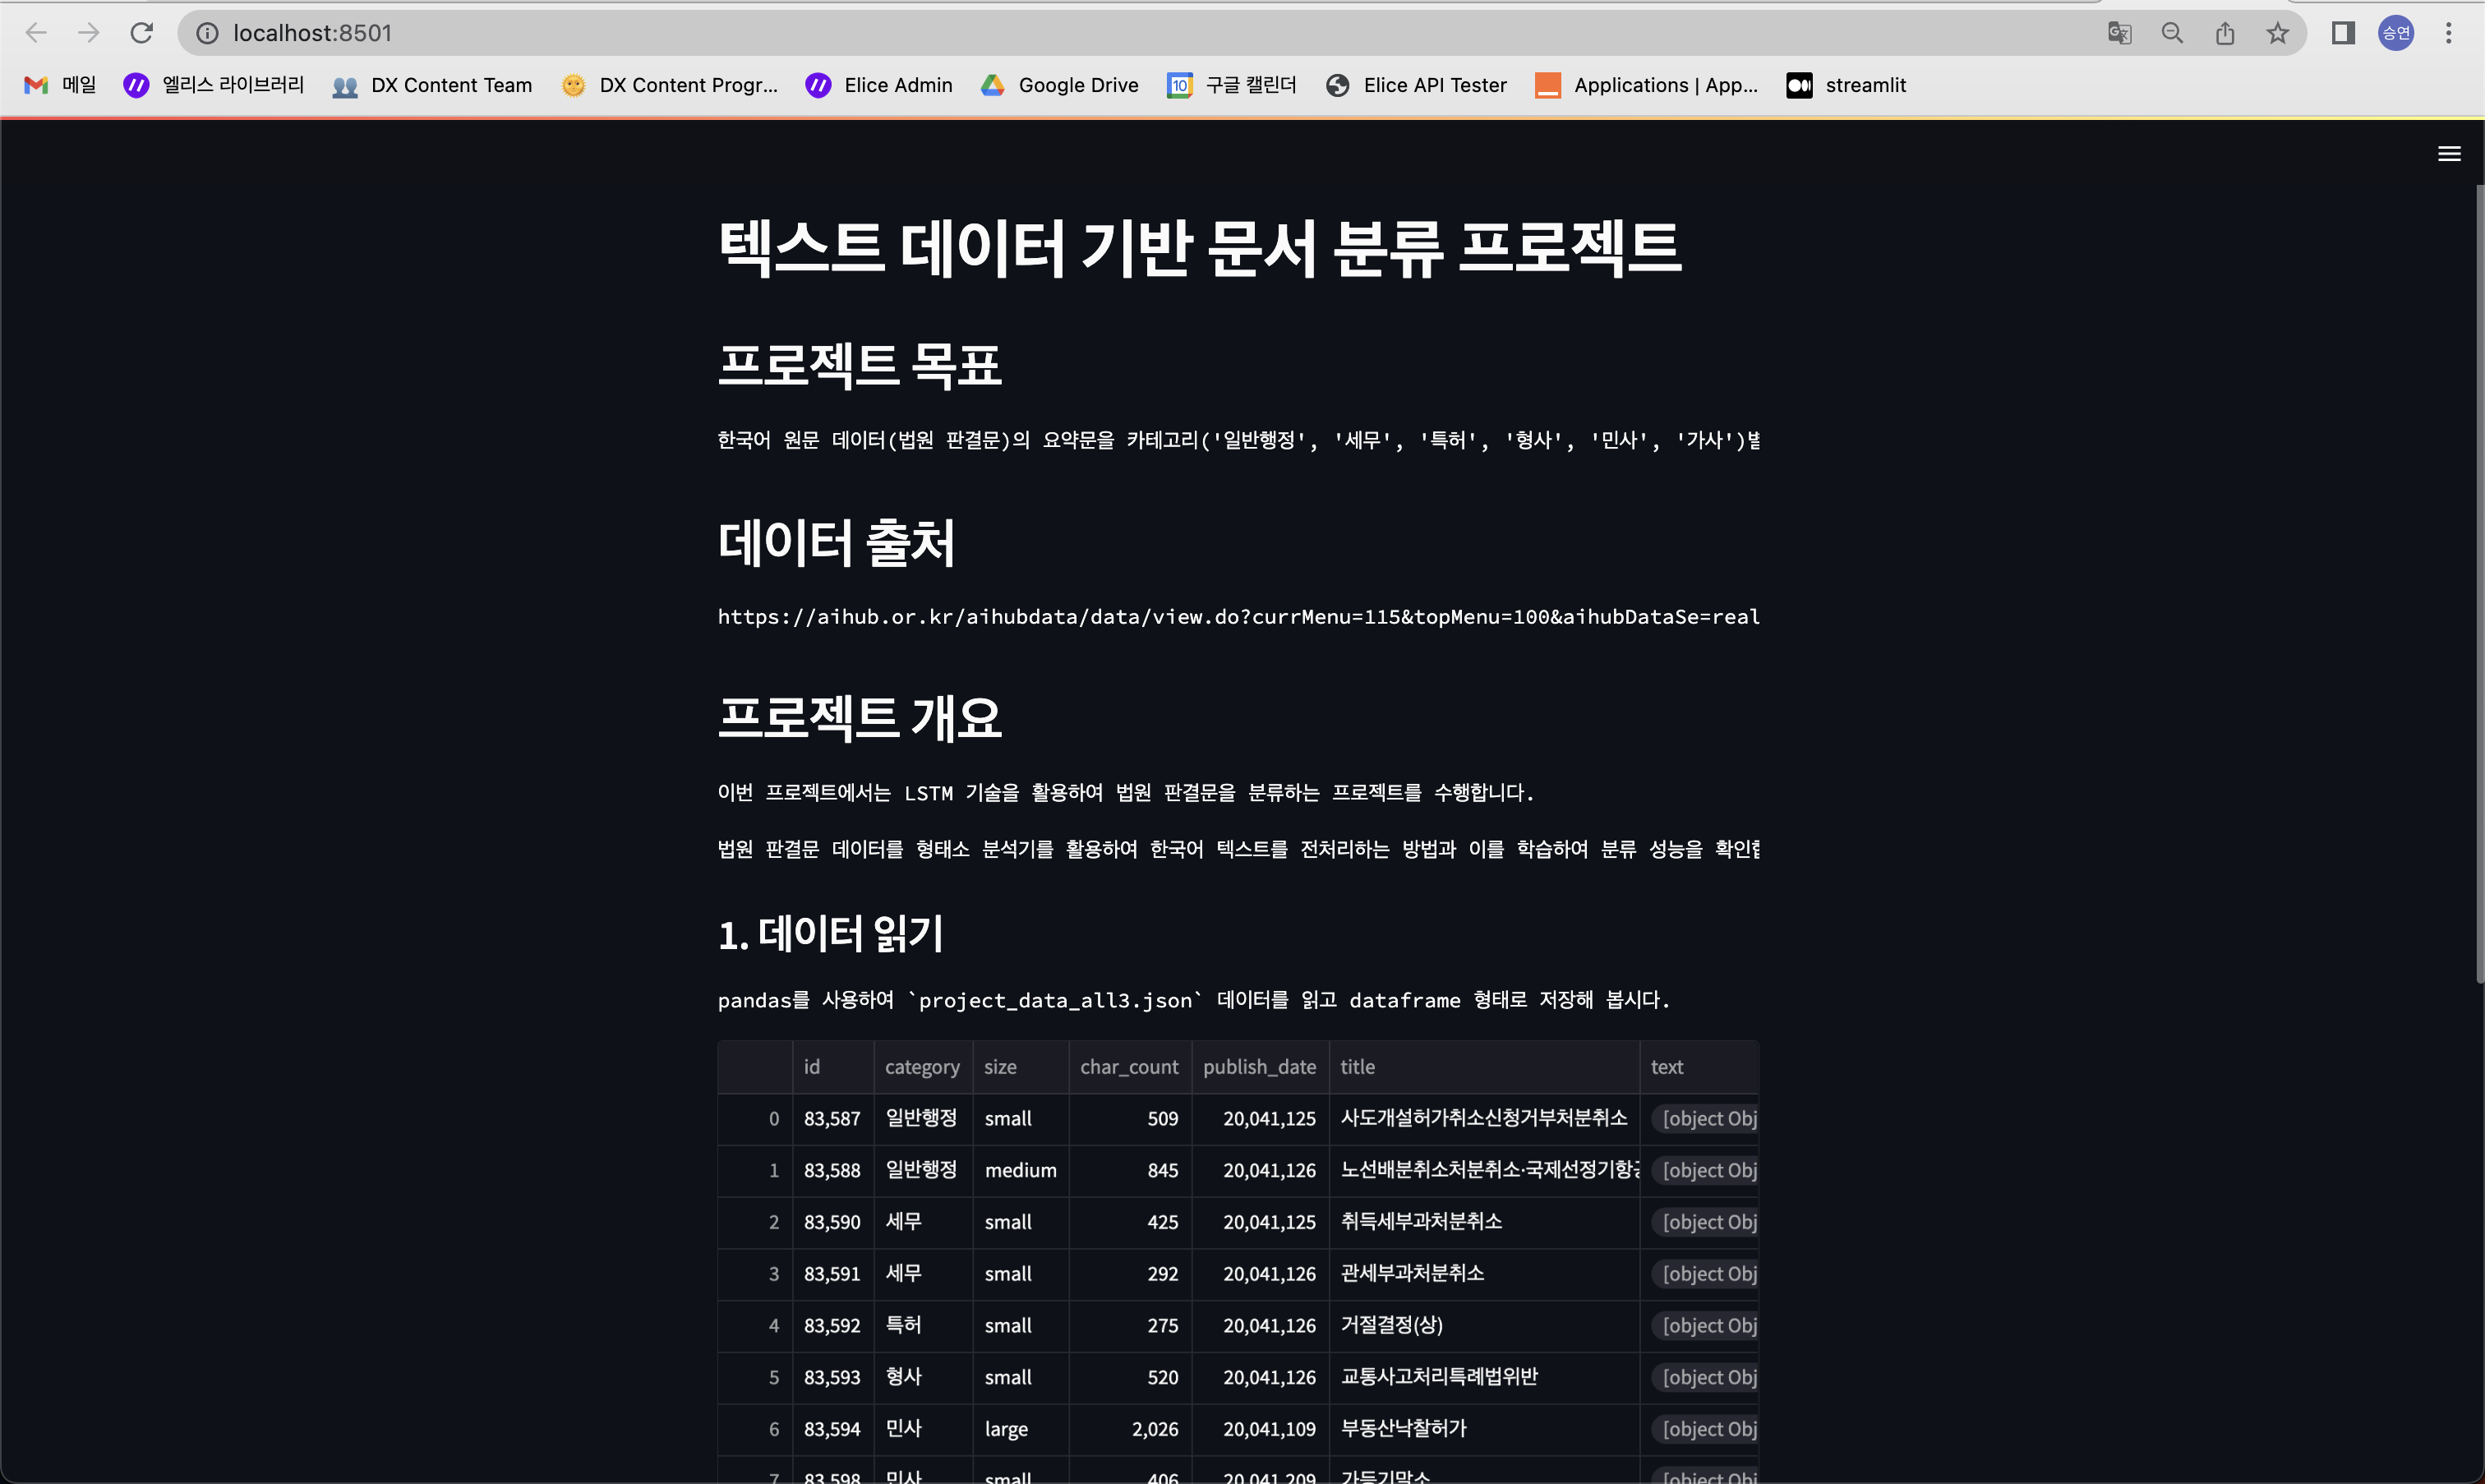 localhost:8501
승연
메일
엘리스 라이브러리
DX Content Team
DX Content Progr...
Elice Admin
Google Drive
10
구글 캘린더
Elice API Tester
Applications | App...
streamlit
텍스트 데이터 기반 문서 분류 프로젝트
프로젝트 목표
한국어 원문 데이터(법원 판결문)의 요약문을 카테고리('일반행정', '세무', '특허', '형사', '민사', '가사')별
데이터 출처
https://aihub.or.kr/aihubdata/data/view.do?currMenu=115&topMenu=100&aihubDataSe=real
프로젝트 개요
이번 프로젝트에서는 LSTM 기술을 활용하여 법원 판결문을 분류하는 프로젝트를 수행합니다.
법원 판결문 데이터를 형태소 분석기를 활용하여 한국어 텍스트를 전처리하는 방법과 이를 학습하여 분류 성능을 확인합
1. 데이터 읽기
pandas를 사용하여 `project_data_all3.json` 데이터를 읽고 dataframe 형태로 저장해 봅시다.
id category size char_count publish_date title text
0 83,587 일반행정 small 509 20,041,125 사도개설허가취소신청거부처분취소 [object Obj
1 83,588 일반행정 medium 845 20,041,126 노선배분취소처분취소·국제선정기항공 [object Obj
2 83,590 세무 small 425 20,041,125 취득세부과처분취소 [object Obj
3 83,591 세무 small 292 20,041,126 관세부과처분취소 [object Obj
4 83,592 특허 small 275 20,041,126 거절결정(상) [object Obj
5 83,593 형사 small 520 20,041,126 교통사고처리특례법위반 [object Obj
6 83,594 민사 large 2,026 20,041,109 부동산낙찰허가 [object Obj
7 83,598 민사 small 406 20,041,209 가등기말소 [object Obj